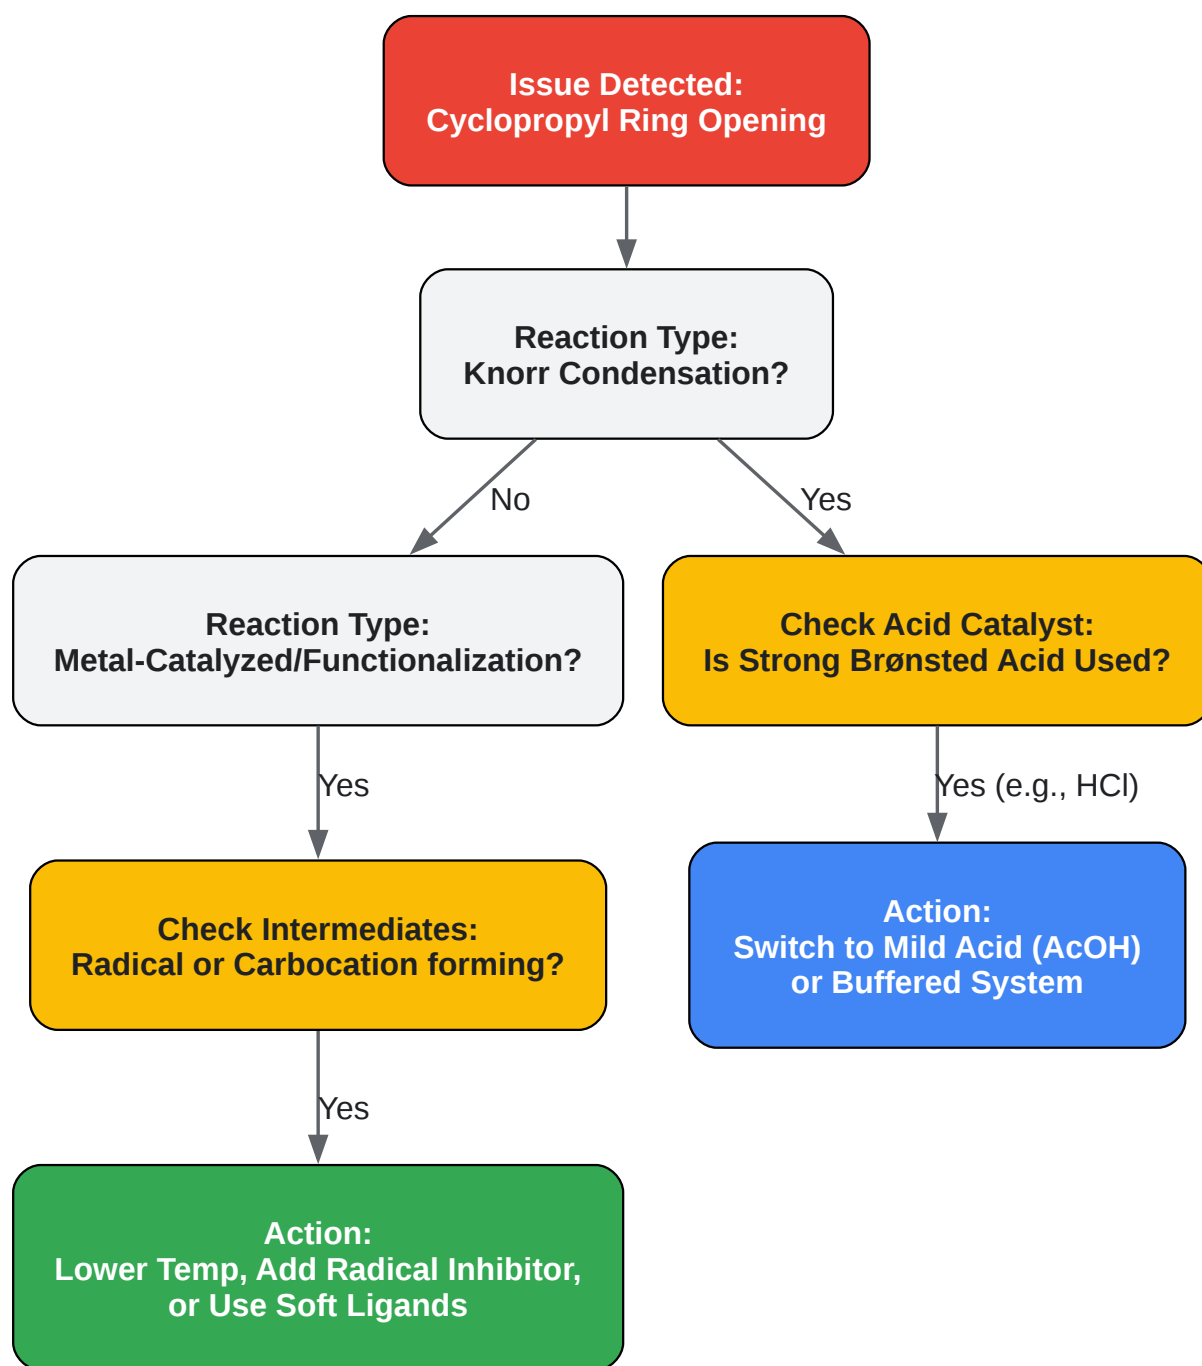 Issue Detected:
Cyclopropyl Ring Opening
Reaction Type:
Knorr Condensation?
No
Yes
Reaction Type:
Metal-Catalyzed/Functionalization?
Check Acid Catalyst:
Is Strong Brønsted Acid Used?
Yes
Yes (e.g., HCl)
Check Intermediates:
Radical or Carbocation forming?
Action:
Switch to Mild Acid (AcOH)
or Buffered System
Yes
Action:
Lower Temp, Add Radical Inhibitor,
or Use Soft Ligands